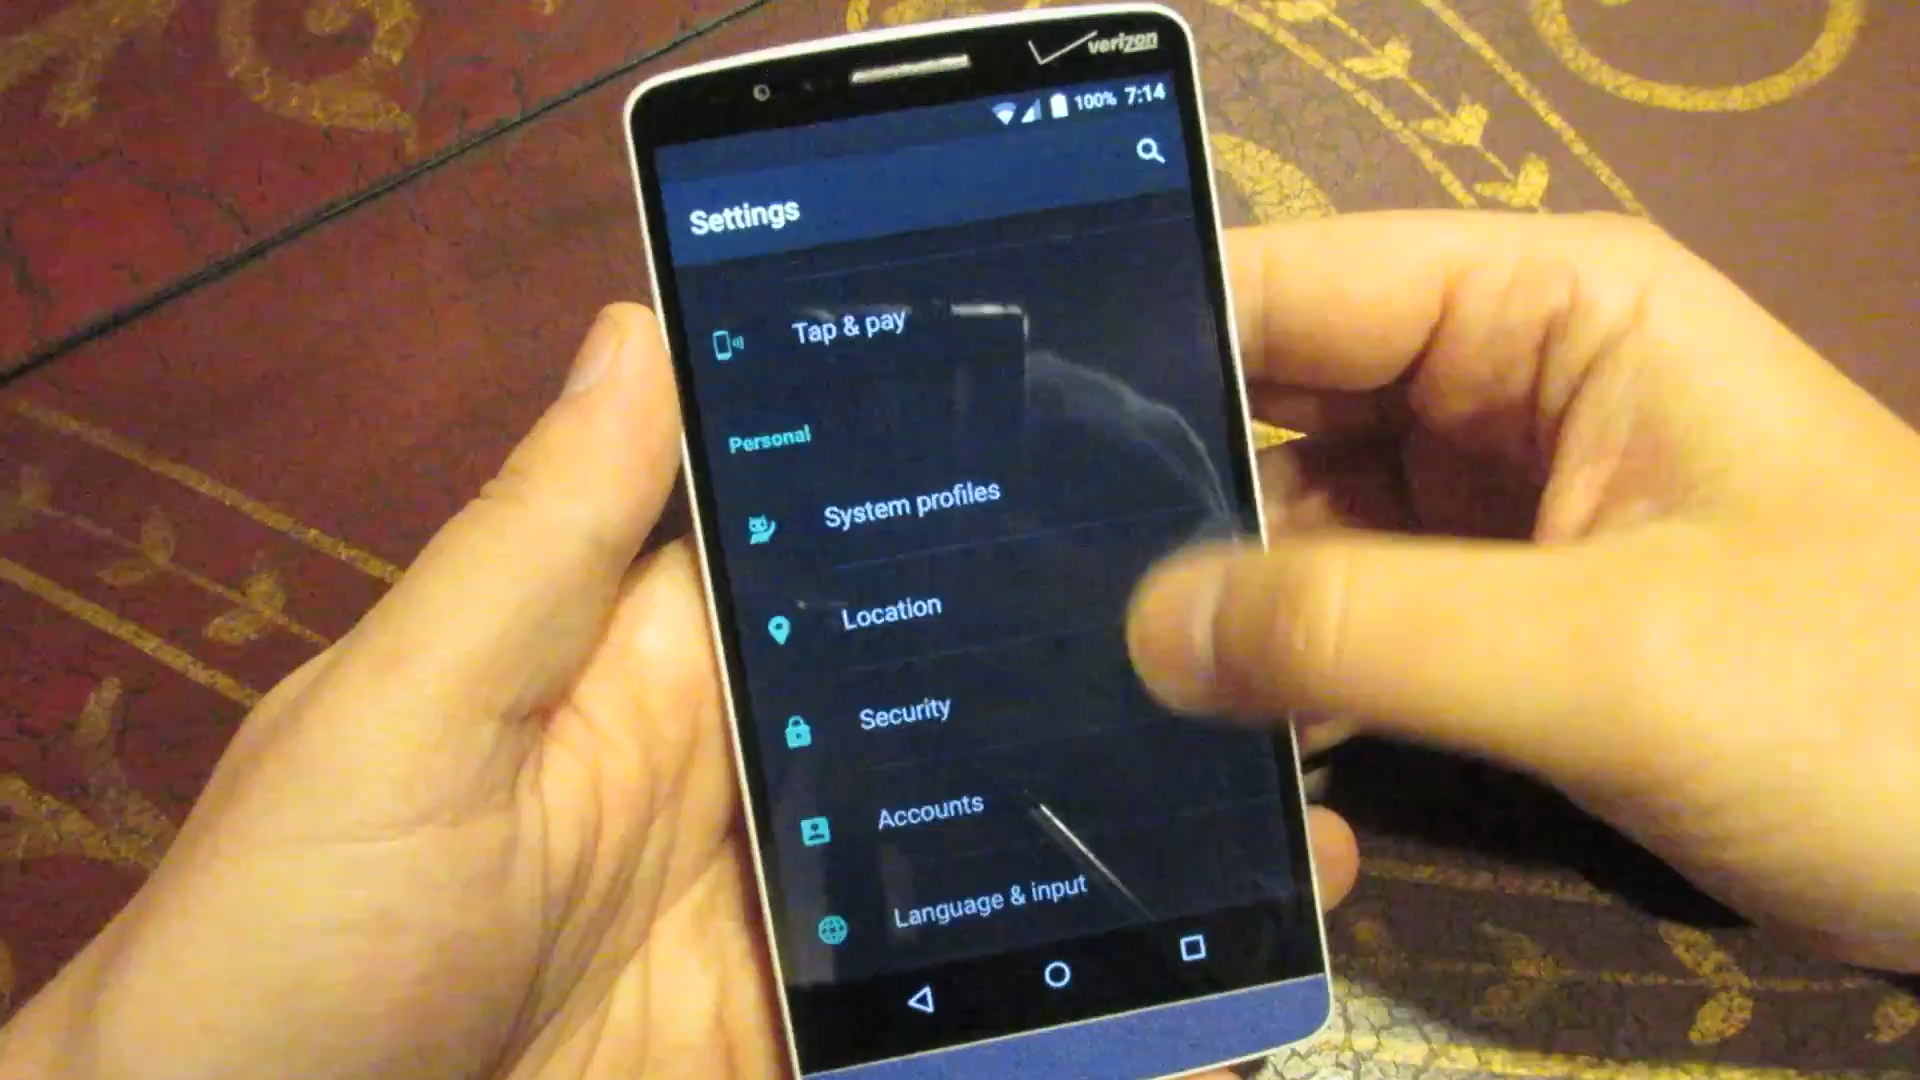 verizon
100% 7:14
Settings
Tap & pay
Personal
System profiles
Location
Security
Accounts
Language & input